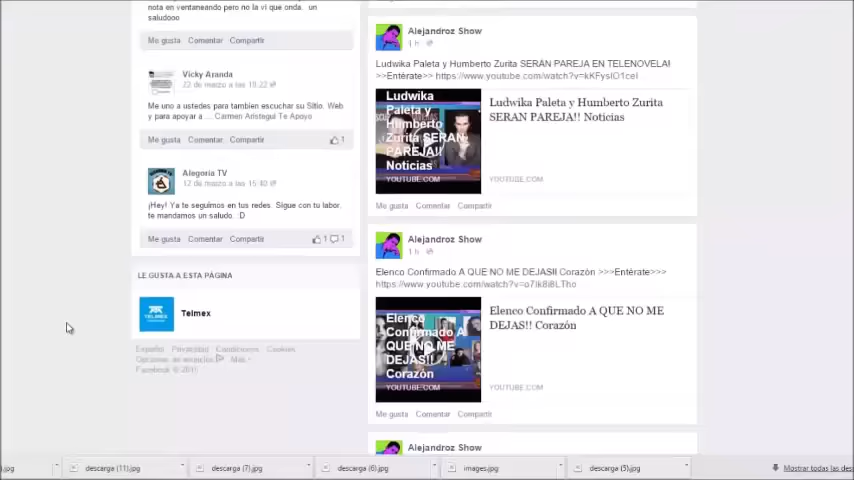 nota en ventameando pero no la vi que onda.. un
saludooo
Me gusta Comentar Compartir
Vicky Aranda
22 de marzo a las 18:22
Me uno a ustedes para tambien escuchar su Sitio. Web
y para apoyar a .... Carmen Aristegui Te Apoyo
Me gusta Comentar Compartir 1
Alegoria TV
12 de marzo a las 15:40
¡Hey! Ya te seguimos en tus redes. Sigue con tu labor,
te mandamos un saludo. :D
Me gusta Comentar Compartir 1 1
LE GUSTA A ESTA PÁGINA
TELMEX
Telmex
Español Privacidad Condiciones Cookies
Opciones de anuncios Más
Facebook © 2015
Alejandroz Show
1 h
Ludwika Paleta y Humberto Zurita SERÁN PAREJA EN TELENOVELA!
>>Entérate>>
Ludwika
Paleta y
Humberto
Zurita SERAN
PAREJA!!
Noticias
YOUTUBE.COM
Ludwika Paleta y Humberto Zurita
SERAN PAREJA!! Noticias
YOUTUBE.COM
Me gusta Comentar Compartir
Alejandroz Show
1 h
Elenco Confirmado A QUE NO ME DEJAS!! Corazón >>>Entérate>>>
Elenco
Confirmado A
QUE NO ME
DEJAS!!
Corazón
YOUTUBE.COM
Elenco Confirmado A QUE NO ME
DEJAS!! Corazón
YOUTUBE.COM
Me gusta Comentar Compartir
Alejandroz Show
).jpg descarga (11).jpg descarga (7).jpg descarga (6).jpg images.jpg descarga (5).jpg Mostrar todas las des